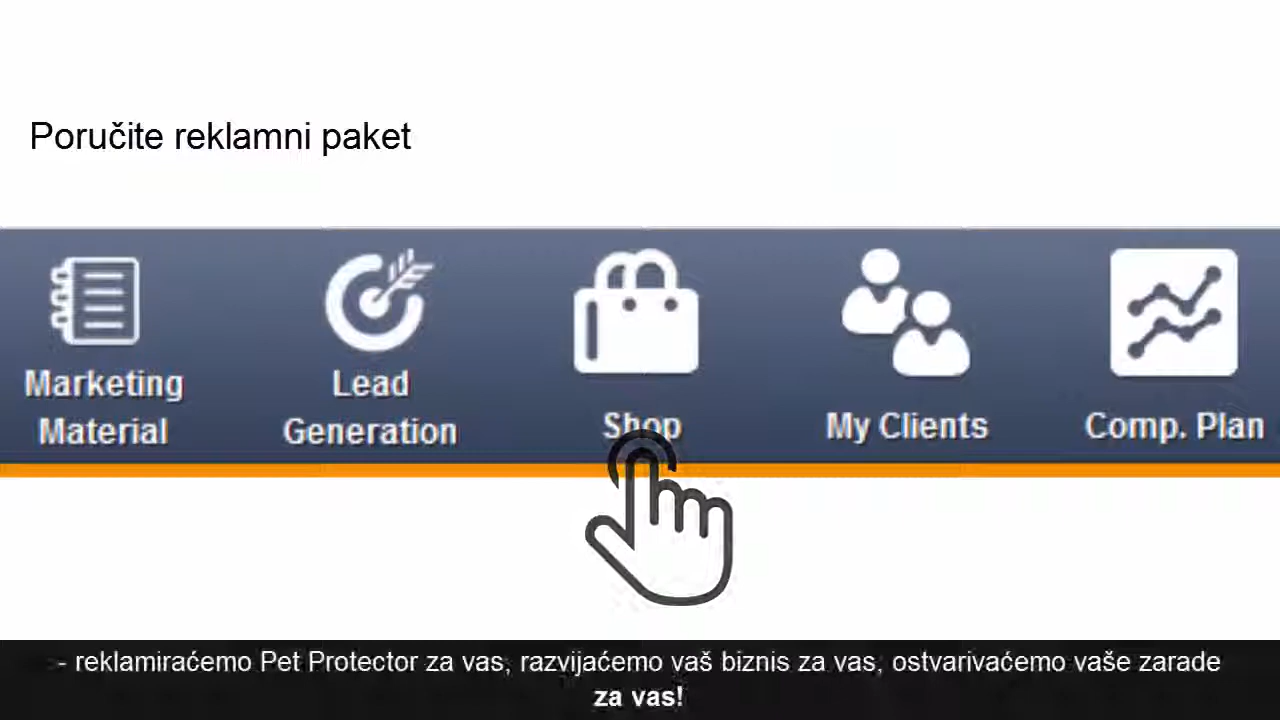 Poručite reklamni paket
Marketing
Material
Lead
Generation
Shop
My Clients
Comp. Plan
- reklamiraćemo Pet Protector za vas, razvijaćemo vaš biznis za vas, ostvarivaćemo vaše zarade
za vas!